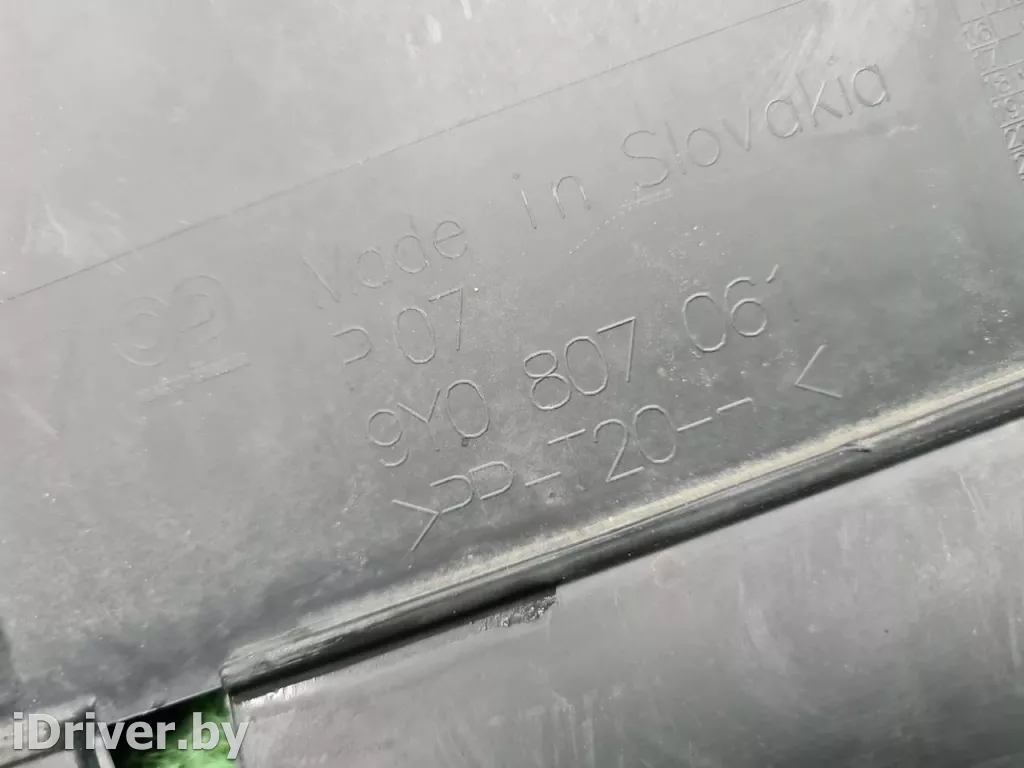 Made in Slovakia
07
9Y0 807 061
>PP-T20<
iDriver.by